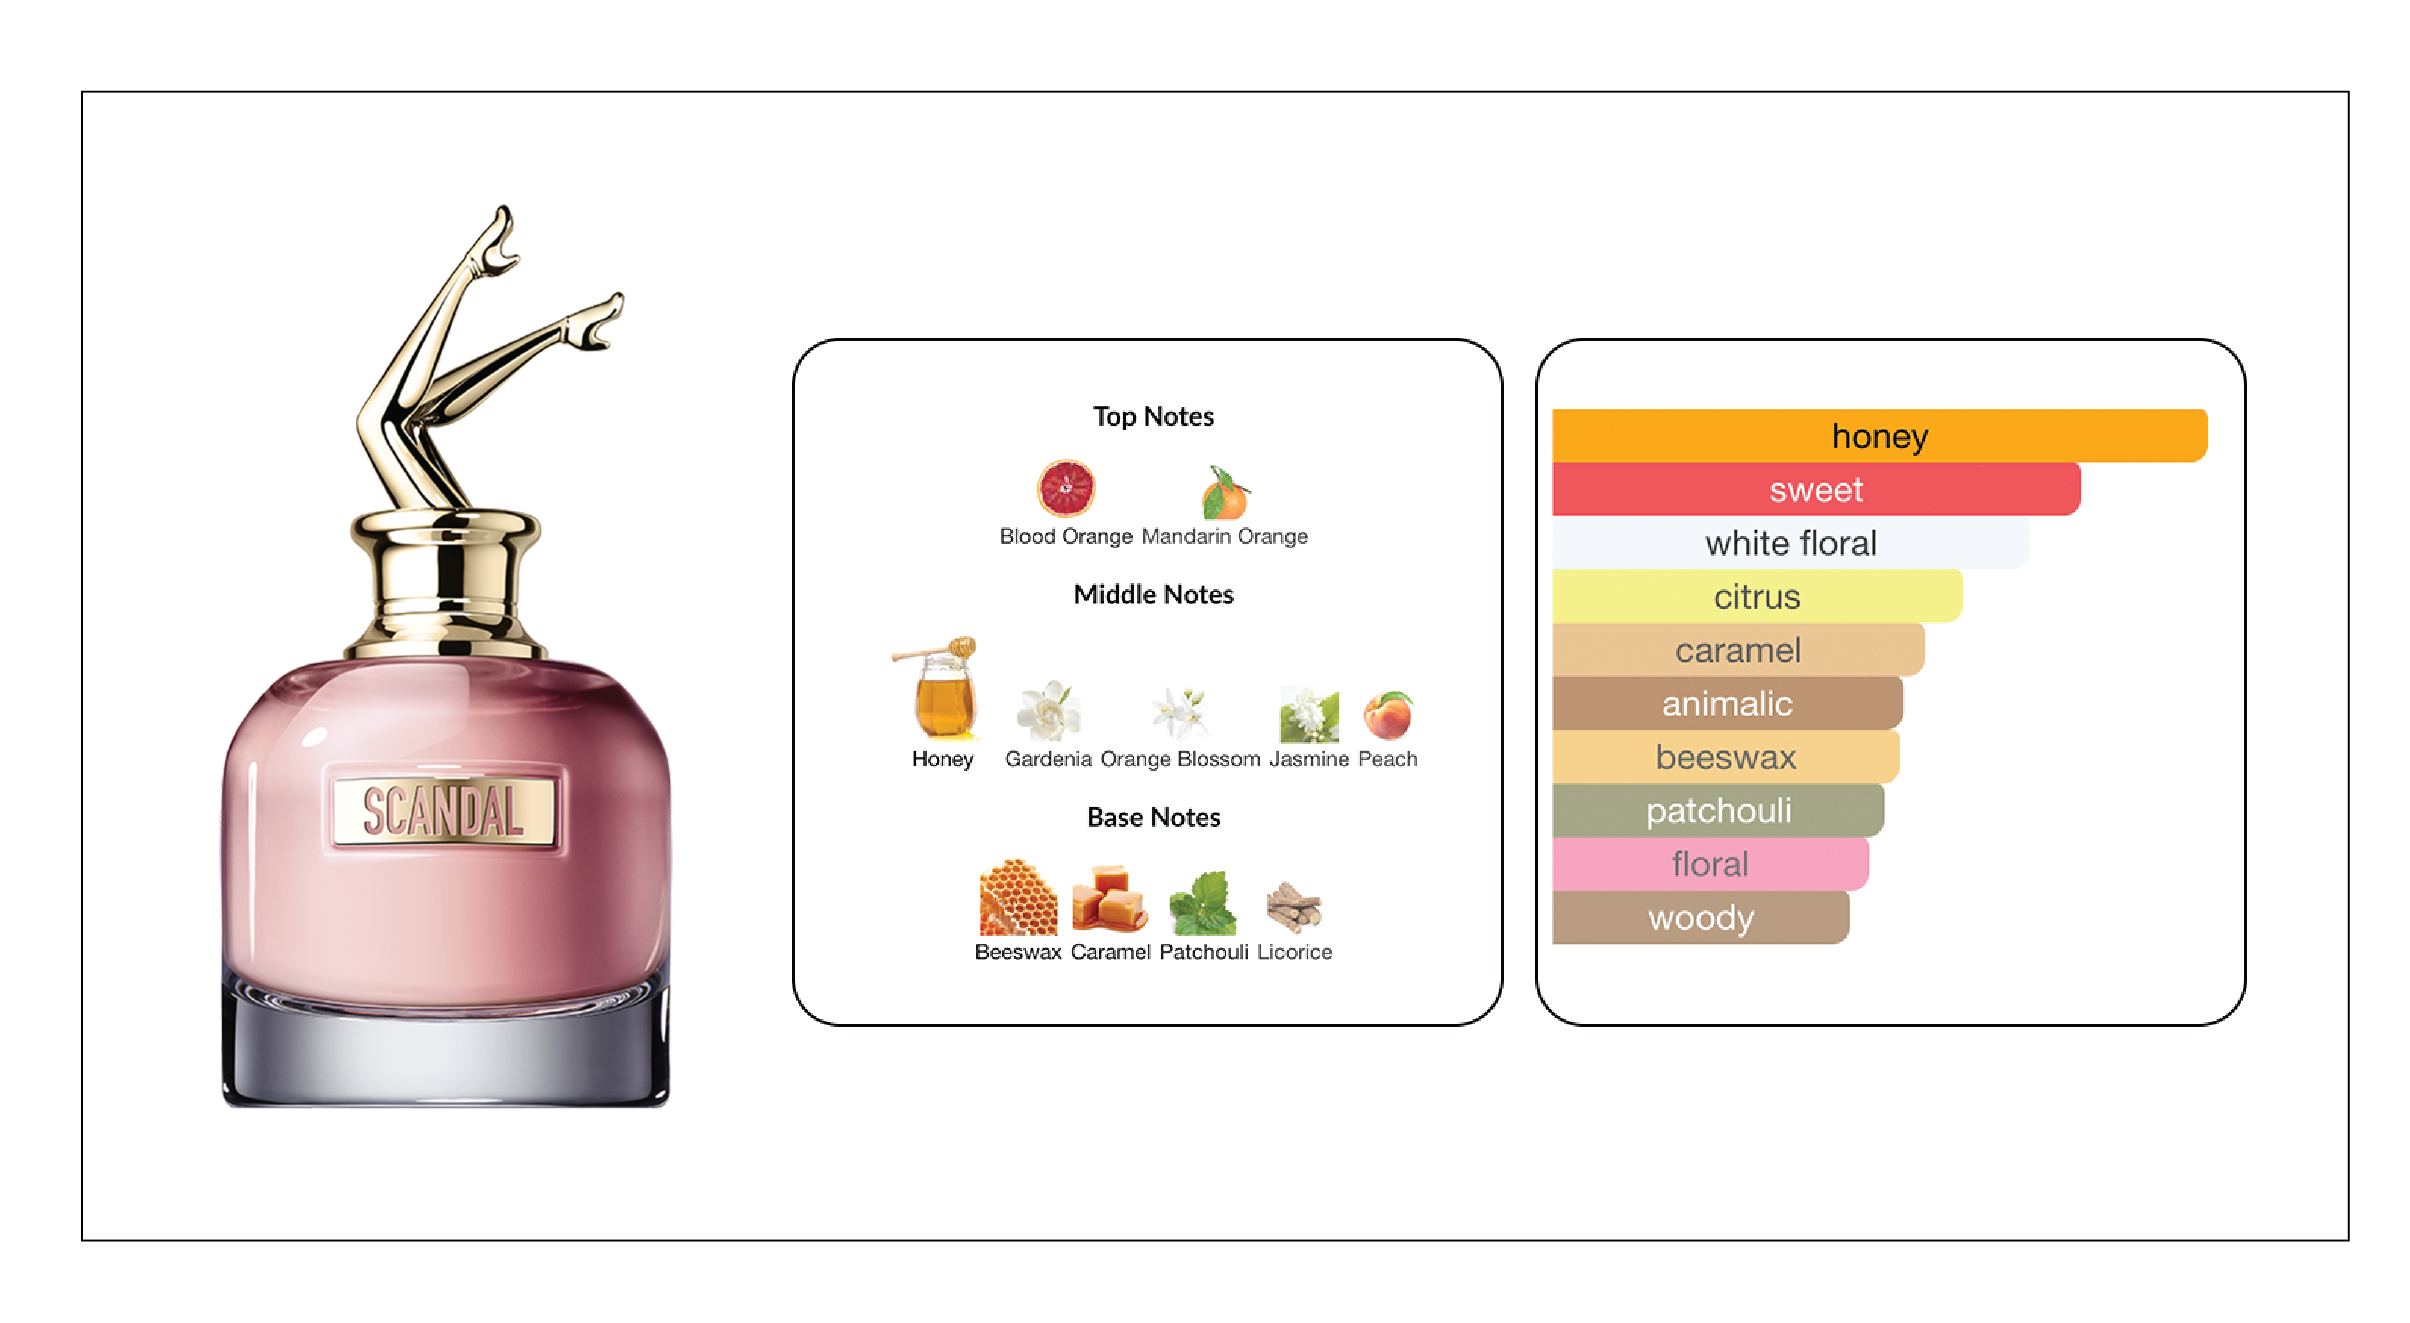 SCANDAL
Top Notes
Blood Orange Mandarin Orange
Middle Notes
Honey Gardenia Orange Blossom Jasmine Peach
Base Notes
Beeswax Caramel Patchouli Licorice
honey
sweet
white floral
citrus
caramel
animalic
beeswax
patchouli
floral
woody